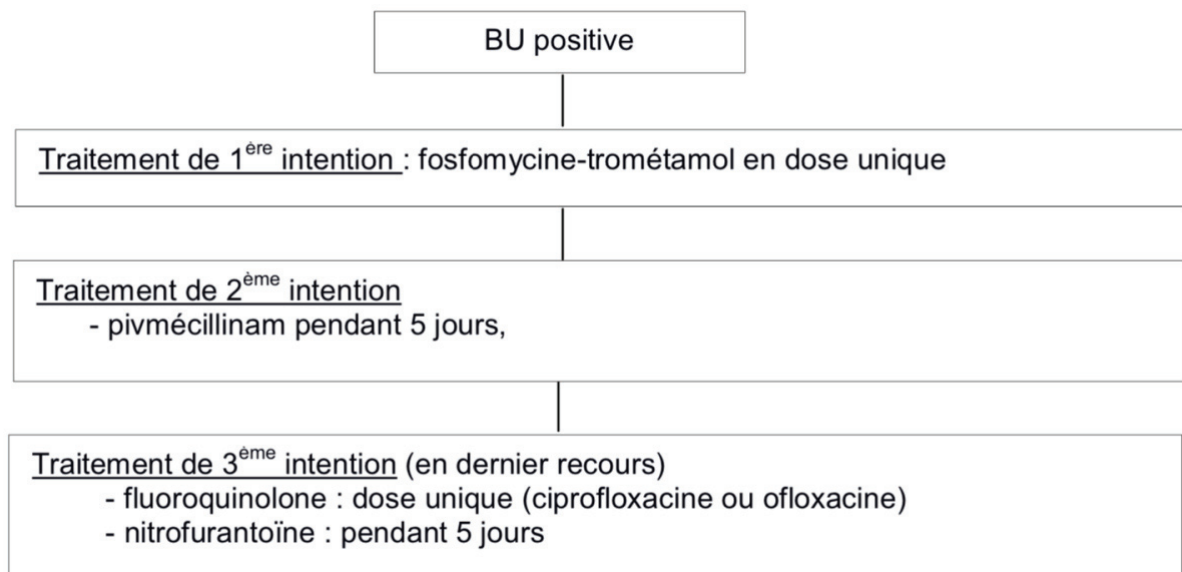 BU positive
Traitement de 1ère intention : fosfomycine-trométamol en dose unique
Traitement de 2ème intention
- pivmécillinam pendant 5 jours,
Traitement de 3ème intention (en dernier recours)
- fluoroquinolone : dose unique (ciprofloxacine ou ofloxacine)
- nitrofurantoïne : pendant 5 jours